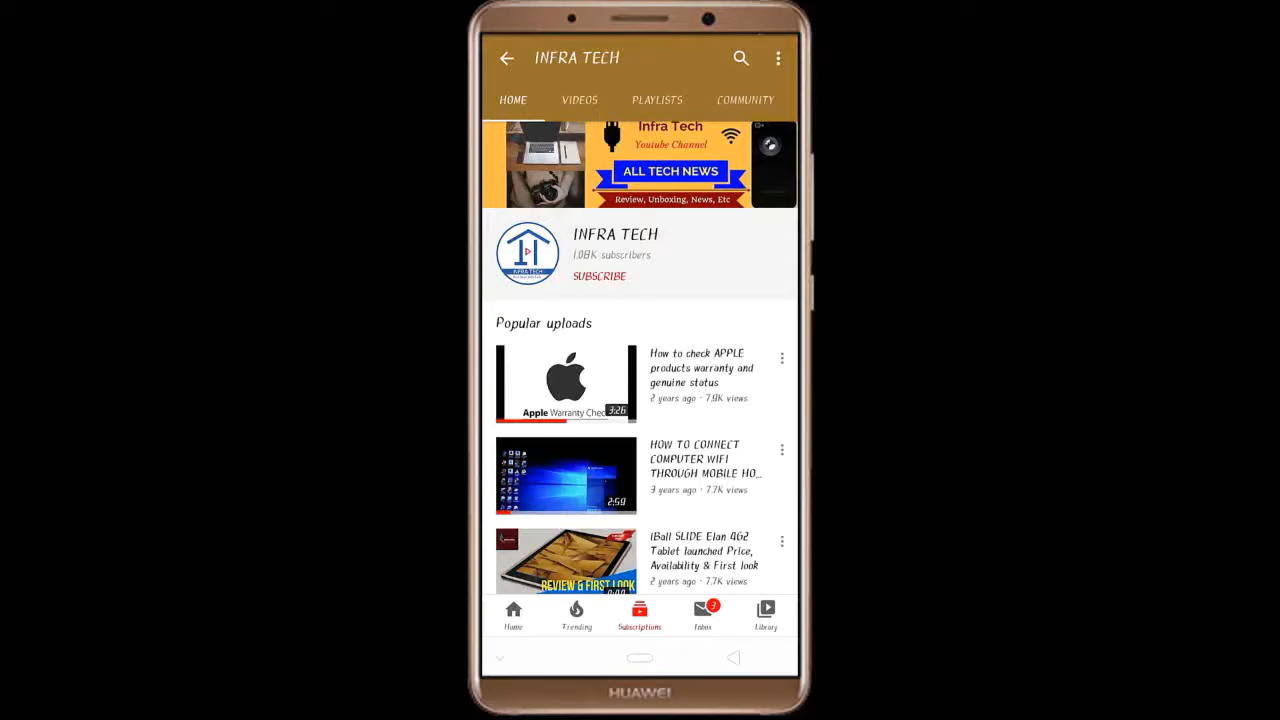 INFRA TECH
HOME VIDEOS PLAYLISTS COMMUNITY
Infra Tech
Youtube Channel
ALL TECH NEWS
Review, Unboxing, News, Etc
INFRA TECH
INFRA TECH
1.08K subscribers
SUBSCRIBE
Popular uploads
Apple Warranty Chec
3:26
How to check APPLE
products warranty and
genuine status
2 years ago · 7.9K views
2:59
HOW TO CONNECT
COMPUTER WIFI
THROUGH MOBILE HO...
3 years ago · 7.7K views
REVIEW & FIRST LOOK
iBall SLIDE Elan 4G2
Tablet launched Price,
Availability & First look
2 years ago · 7.7K views
3
Home Trending Subscriptions Inbox Library
HUAWEI